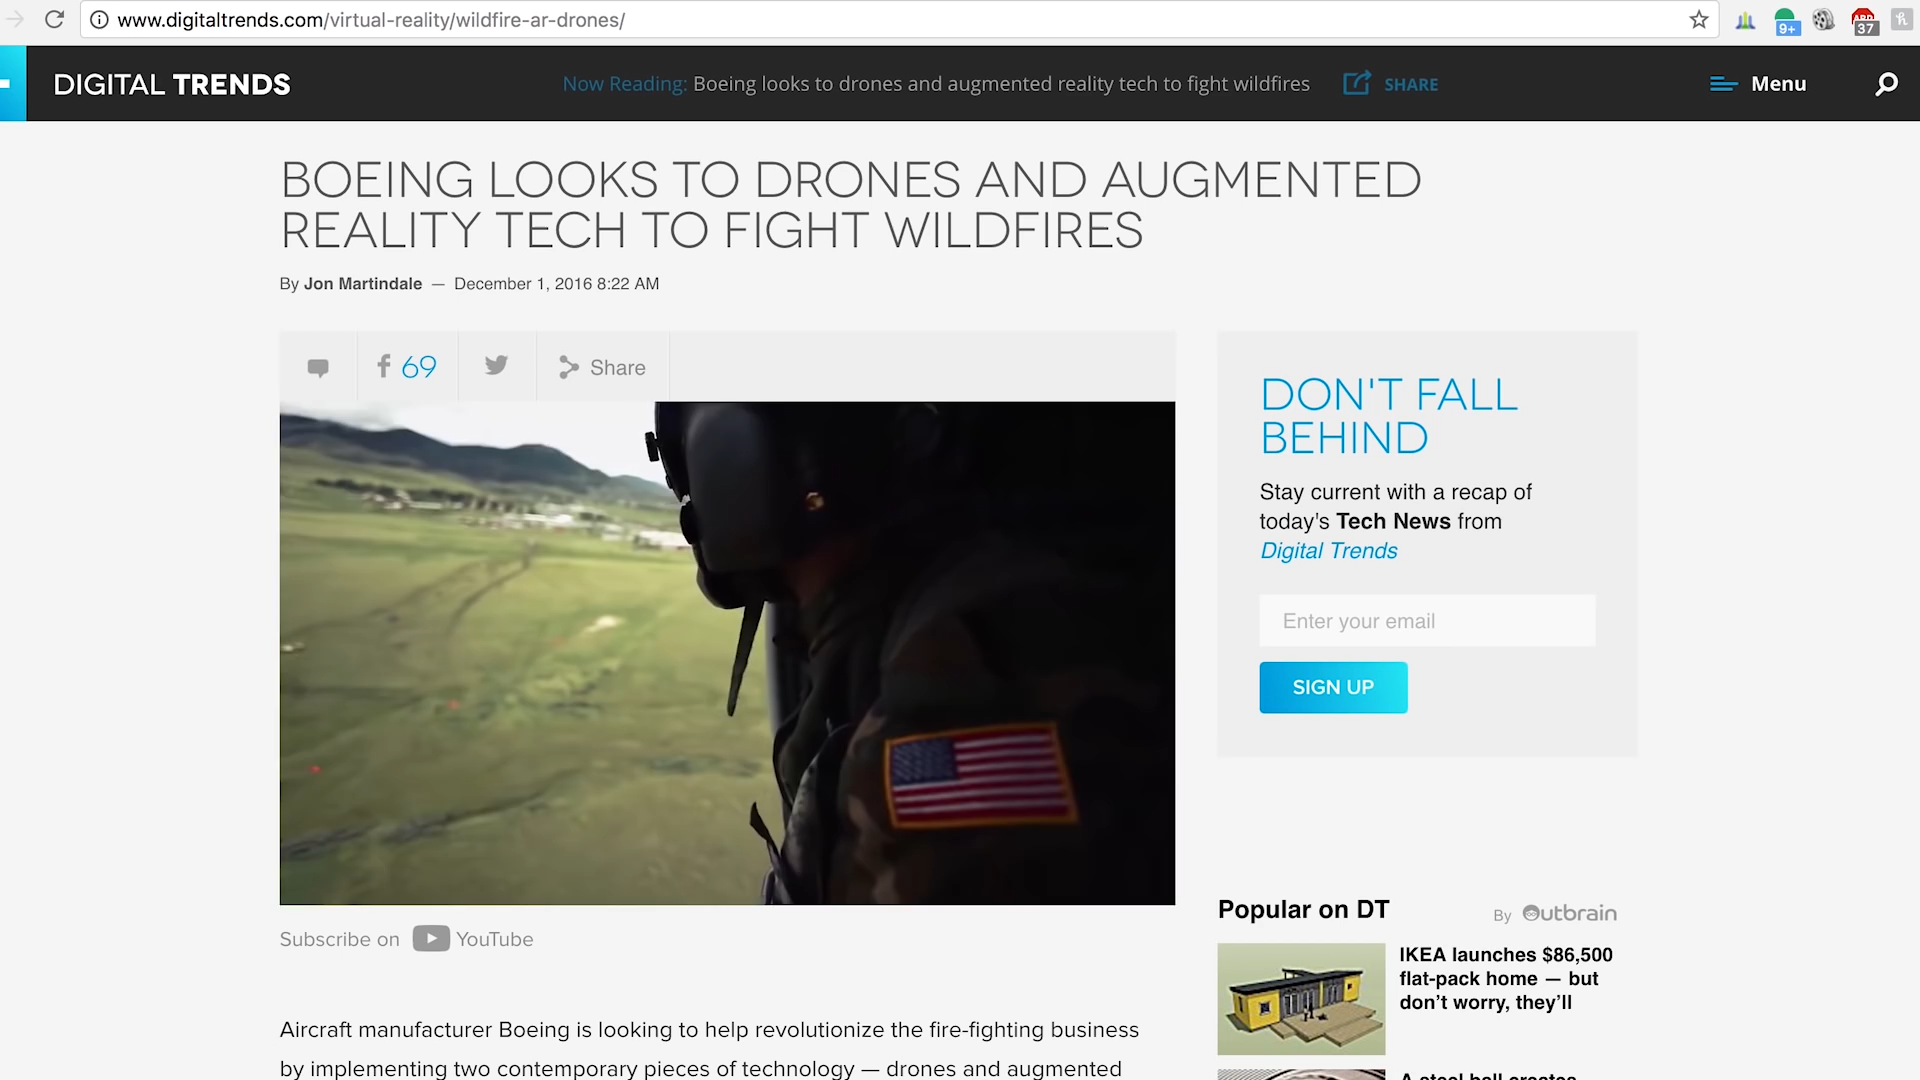 www.digitaltrends.com/virtual-reality/wildfire-ar-drones/
9+
37
DIGITAL TRENDS
Now Reading: Boeing looks to drones and augmented reality tech to fight wildfires
SHARE
Menu
BOEING LOOKS TO DRONES AND AUGMENTED
REALITY TECH TO FIGHT WILDFIRES
By Jon Martindale — December 1, 2016 8:22 AM
69
Share
Subscribe on YouTube
Aircraft manufacturer Boeing is looking to help revolutionize the fire-fighting business
by implementing two contemporary pieces of technology — drones and augmented
DON'T FALL
BEHIND
Stay current with a recap of
today's Tech News from
Digital Trends
Enter your email
SIGN UP
Popular on DT
By Outbrain
IKEA launches $86,500
flat-pack home — but
don't worry, they'll
A steel ball creates